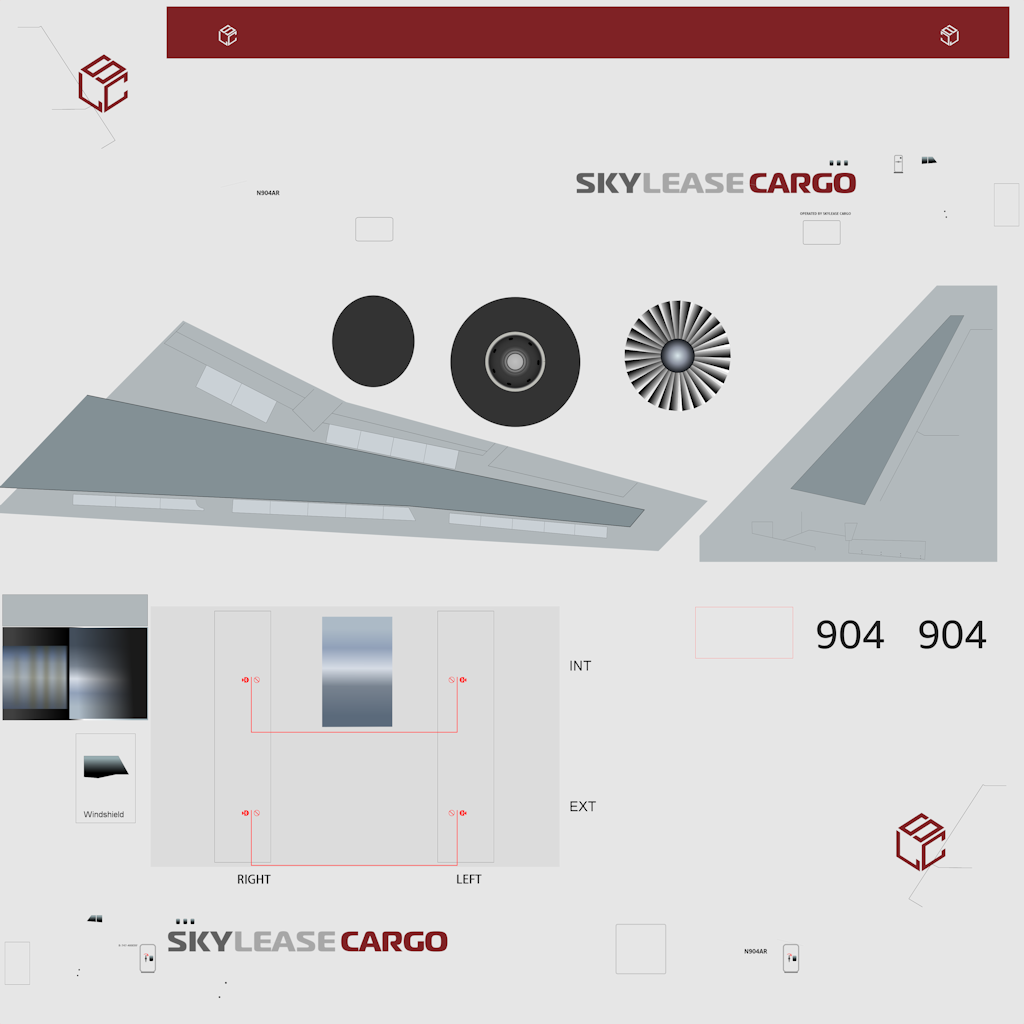 SKYLEASE CARGO
N904AR
OPERATED BY SKYLEASE CARGO
904 904
INT
Windshield
EXT
RIGHT LEFT
SKYLEASE CARGO
N904AR